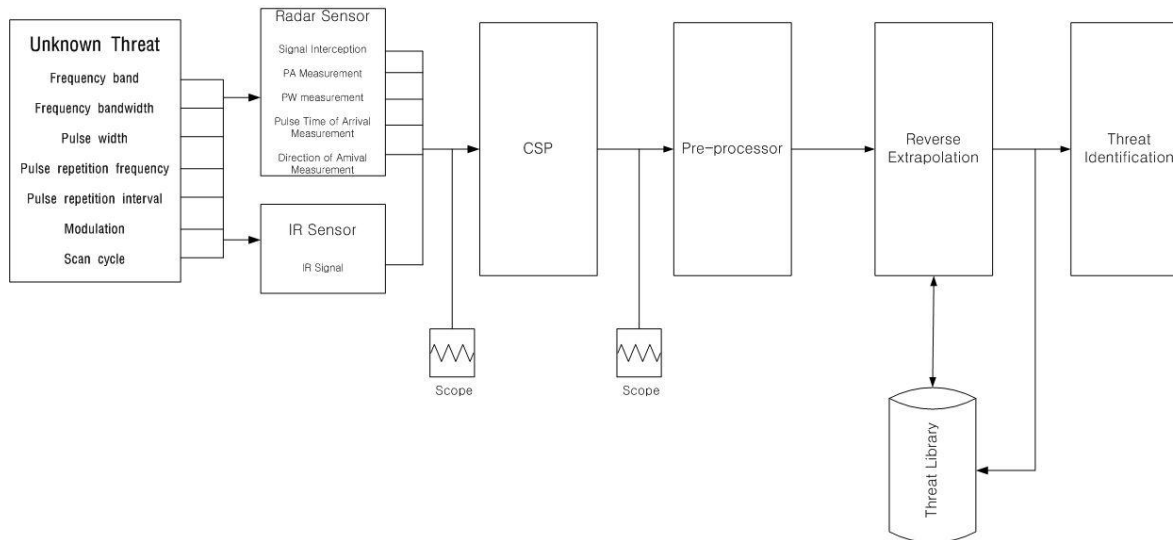 Unknown Threat
Frequency band
Frequency bandwidth
Pulse width
Pulse repetition frequency
Pulse repetition interval
Modulation
Scan cycle
Radar Sensor
Signal Interception
PA Measurement
PW measurement
Pulse Time of Arrival
Measurement
Direction of Arrival
Measurement
IR Sensor
IR Signal
Scope
CSP
Scope
Pre-processor
Reverse
Extrapolation
Threat Library
Threat
Identification